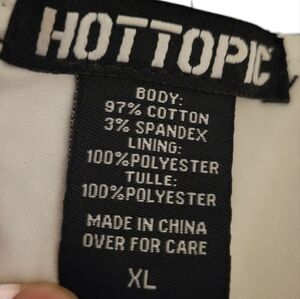 HOTTOPIC
BODY:
97% COTTON
3% SPANDEX
LINING:
100%POLYESTER
TULLE:
100%POLYESTER
MADE IN CHINA
OVER FOR CARE
XL